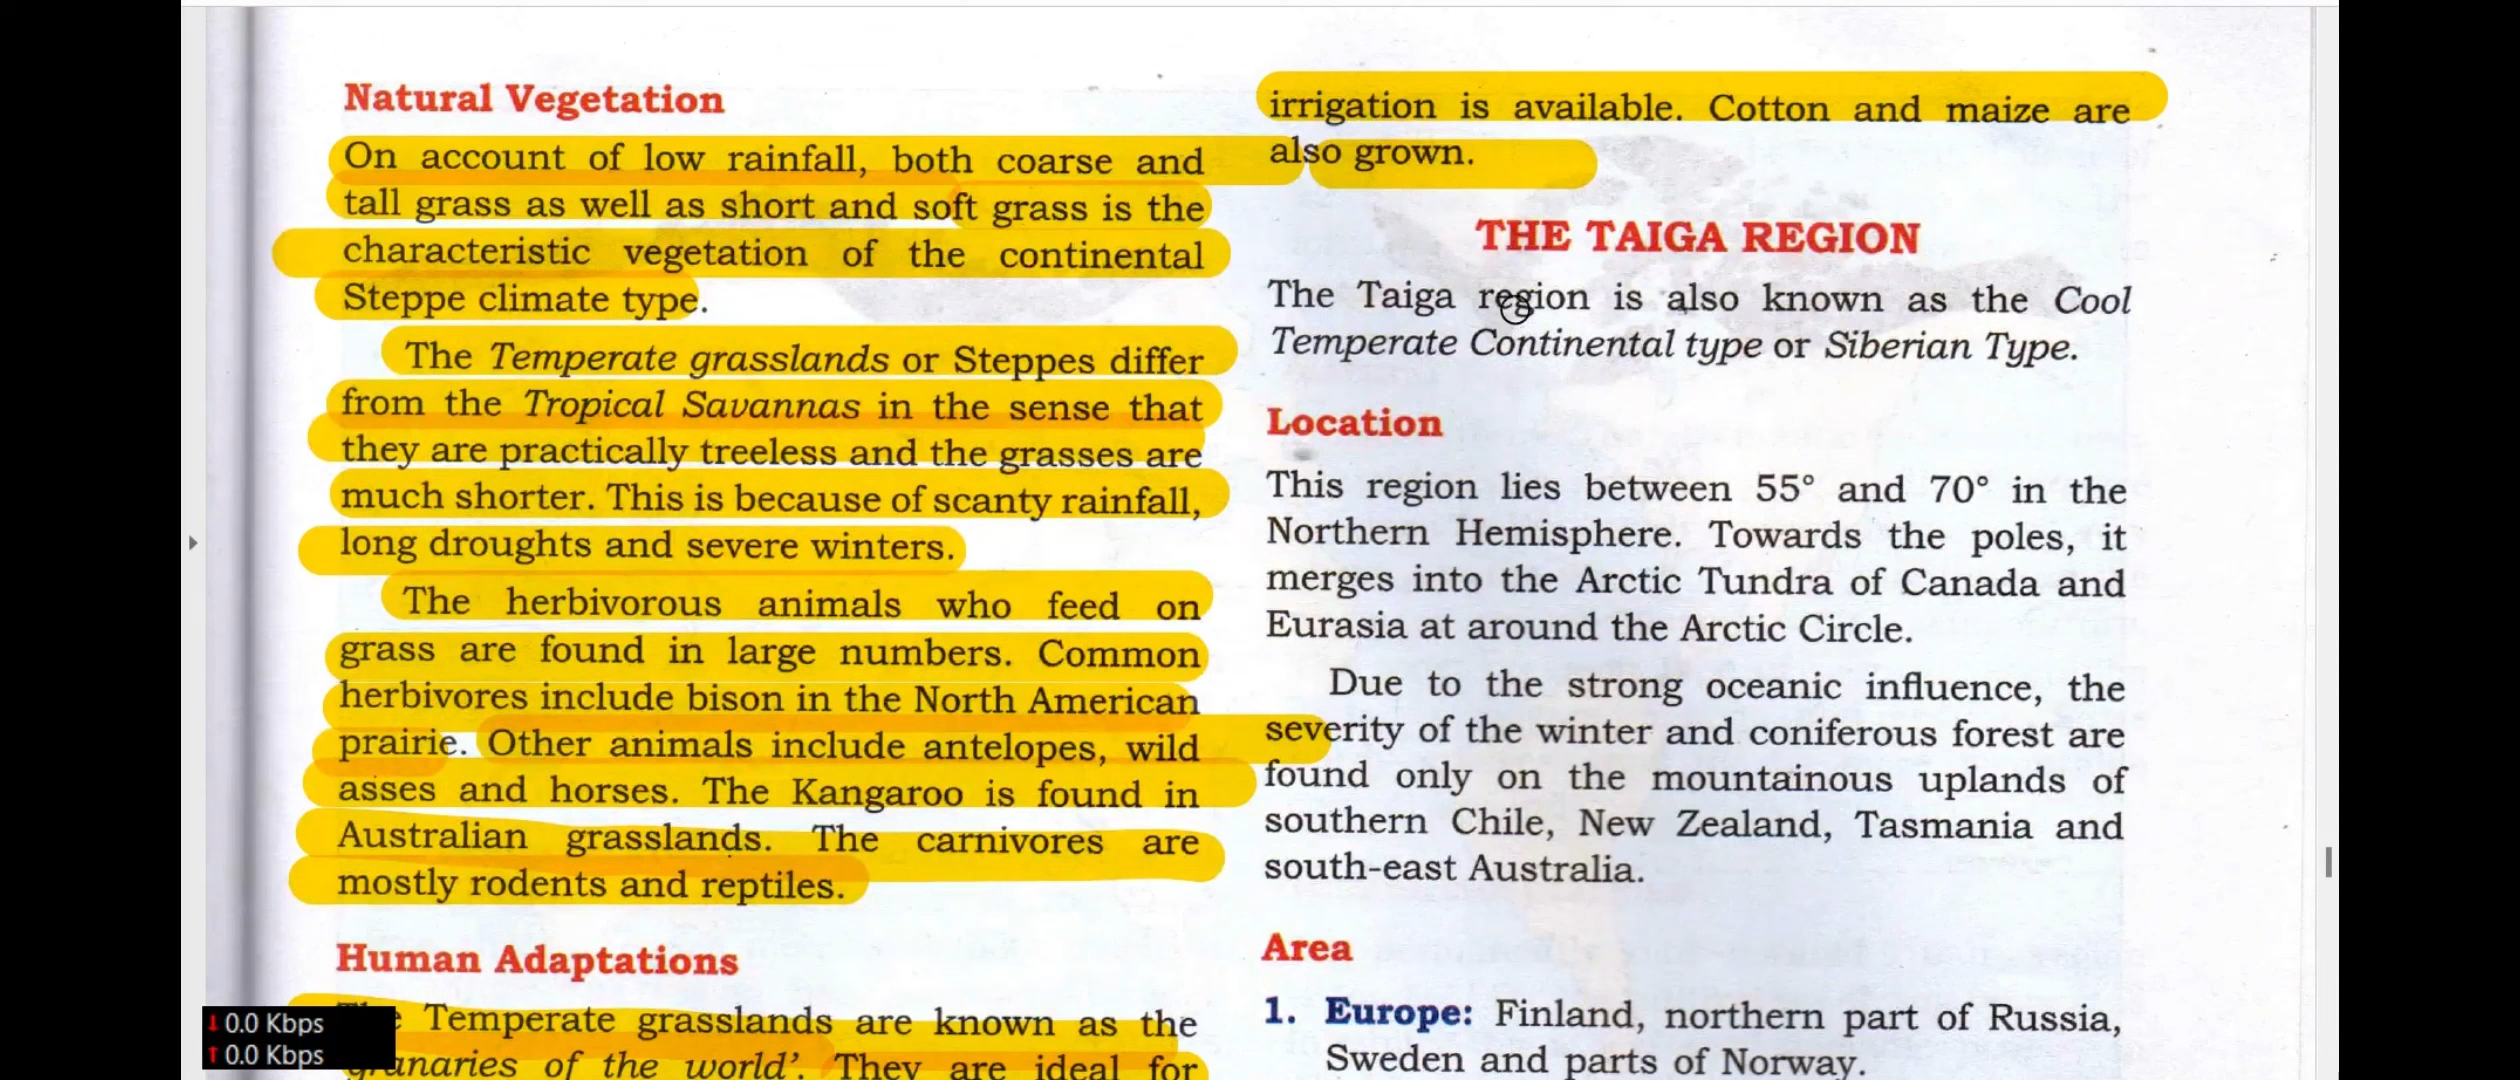 Natural Vegetation
On account of low rainfall, both coarse and
tall grass as well as short and soft grass is the
characteristic vegetation of the continental
Steppe climate type.
The Temperate grasslands or Steppes differ
from the Tropical Savannas in the sense that
they are practically treeless and the grasses are
much shorter. This is because of scanty rainfall,
long droughts and severe winters.
The herbivorous animals who feed on
grass are found in large numbers. Common
herbivores include bison in the North American
prairie. Other animals include antelopes, wild
asses and horses. The Kangaroo is found in
Australian grasslands. The carnivores are
mostly rodents and reptiles.
Human Adaptations
Temperate grasslands are known as the
of the world'. They are ideal for
irrigation is available. Cotton and maize are
also grown.
THE TAIGA REGION
The Taiga region is also known as the Cool
Temperate Continental type or Siberian Type.
Location
This region lies between 55° and 70° in the
Northern Hemisphere. Towards the poles, it
merges into the Arctic Tundra of Canada and
Eurasia at around the Arctic Circle.
Due to the strong oceanic influence, the
severity of the winter and coniferous forest are
found only on the mountainous uplands of
southern Chile, New Zealand, Tasmania and
south-east Australia.
Area
1. Europe: Finland, northern part of Russia,
Sweden and parts of Norway.
0.0 Kbps
0.0 Kbps